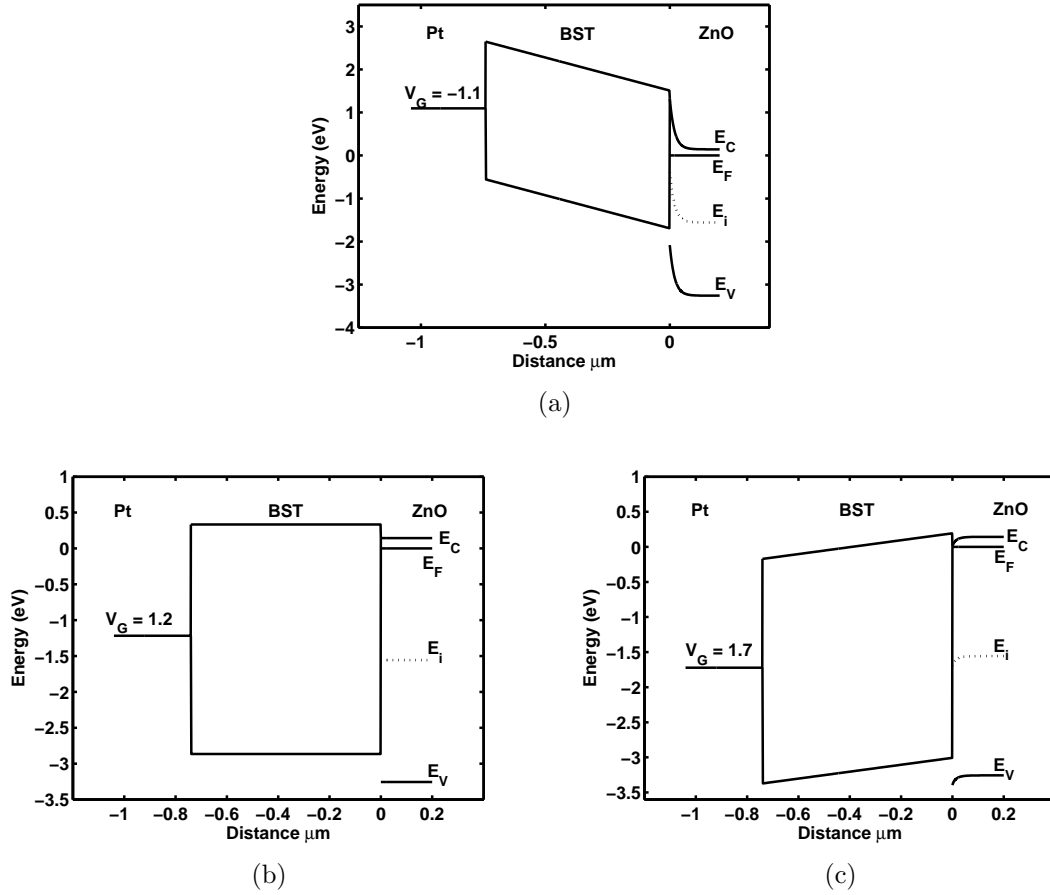 3
2
1
0
−1
−2
−3
−4
Energy (eV)
Pt BST ZnO
V_G = −1.1
E_C
E_F
E_i
E_V
−1 −0.5 0
Distance μm
(a)
1
0.5
0
−0.5
−1
−1.5
−2
−2.5
−3
−3.5
Energy (eV)
Pt BST ZnO
V_G = 1.2
E_C
E_F
E_i
E_V
−1 −0.8 −0.6 −0.4 −0.2 0 0.2
Distance μm
(b)
1
0.5
0
−0.5
−1
−1.5
−2
−2.5
−3
−3.5
Energy (eV)
Pt BST ZnO
V_G = 1.7
E_C
E_F
E_i
E_V
−1 −0.8 −0.6 −0.4 −0.2 0 0.2
Distance μm
(c)